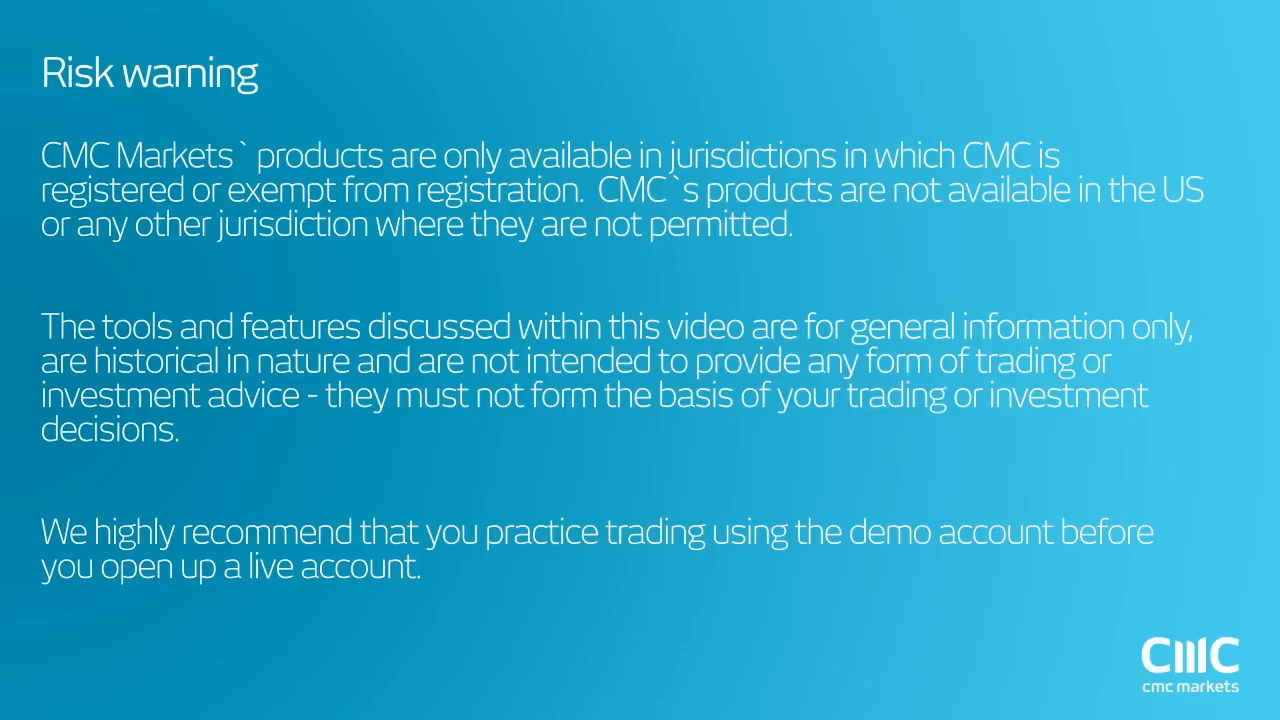 Risk warning
CMC Markets` products are only available in jurisdictions in which CMC is
registered or exempt from registration.  CMC`s products are not available in the US
or any other jurisdiction where they are not permitted.
The tools and features discussed within this video are for general information only,
are historical in nature and are not intended to provide any form of trading or
investment advice - they must not form the basis of your trading or investment
decisions.
We highly recommend that you practice trading using the demo account before
you open up a live account.
CMC
cmc markets